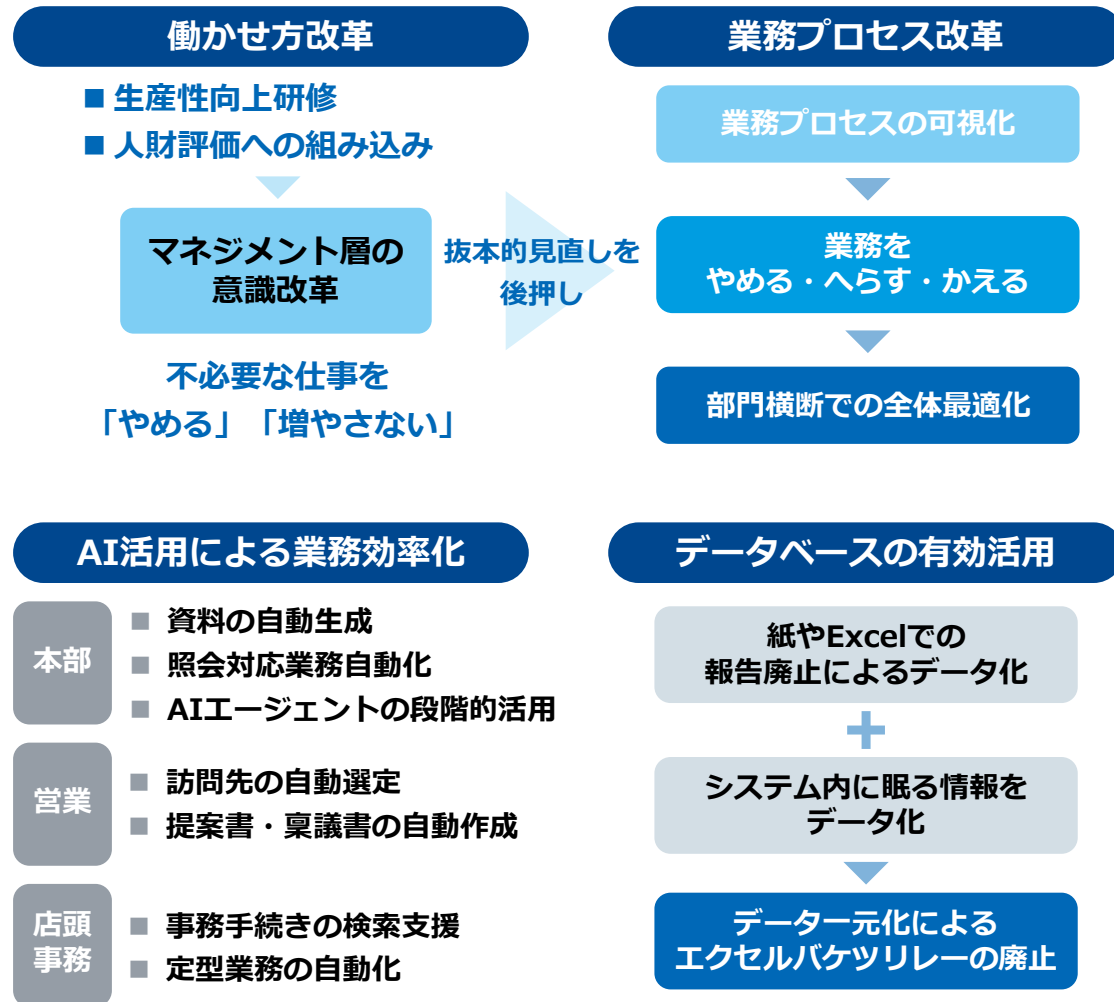 働かせ方改革
■ 生産性向上研修
■ 人財評価への組み込み
マネジメント層の
意識改革
不必要な仕事を
「やめる」「増やさない」
抜本的見直しを
後押し
業務プロセス改革
業務プロセスの可視化
業務を
やめる・へらす・かえる
部門横断での全体最適化
AI活用による業務効率化
本部
■ 資料の自動生成
■ 照会対応業務自動化
■ AIエージェントの段階的活用
営業
■ 訪問先の自動選定
■ 提案書・稟議書の自動作成
店頭
事務
■ 事務手続きの検索支援
■ 定型業務の自動化
データベースの有効活用
紙やExcelでの
報告廃止によるデータ化
+
システム内に眠る情報を
データ化
データ一元化による
エクセルバケツリレーの廃止